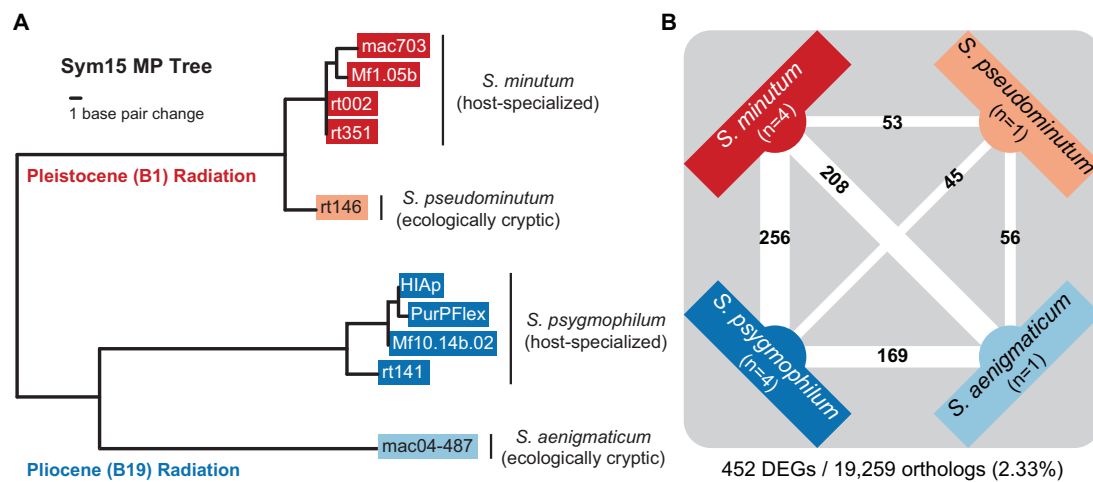 A
Sym15 MP Tree
1 base pair change
mac703
Mf1.05b
rt002
rt351
S. minutum
(host-specialized)
Pleistocene (B1) Radiation
rt146
S. pseudominutum
(ecologically cryptic)
HIAp
PurPFlex
Mf10.14b.02
rt141
S. psygmophilum
(host-specialized)
mac04-487
S. aenigmaticum
(ecologically cryptic)
Pliocene (B19) Radiation
B
S. minutum
(n=4)
S. pseudominutum
(n=1)
53
208
45
256
56
169
S. psygmophilum
(n=4)
S. aenigmaticum
(n=1)
452 DEGs / 19,259 orthologs (2.33%)